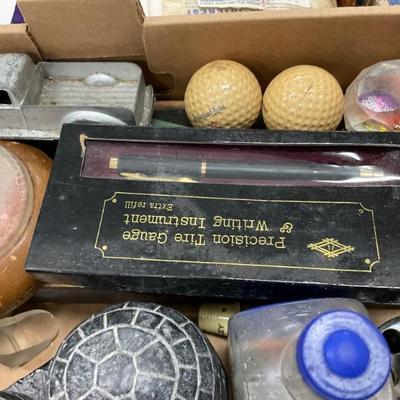 Precision Tire Gauge
& Writing Instrument
Extra refill